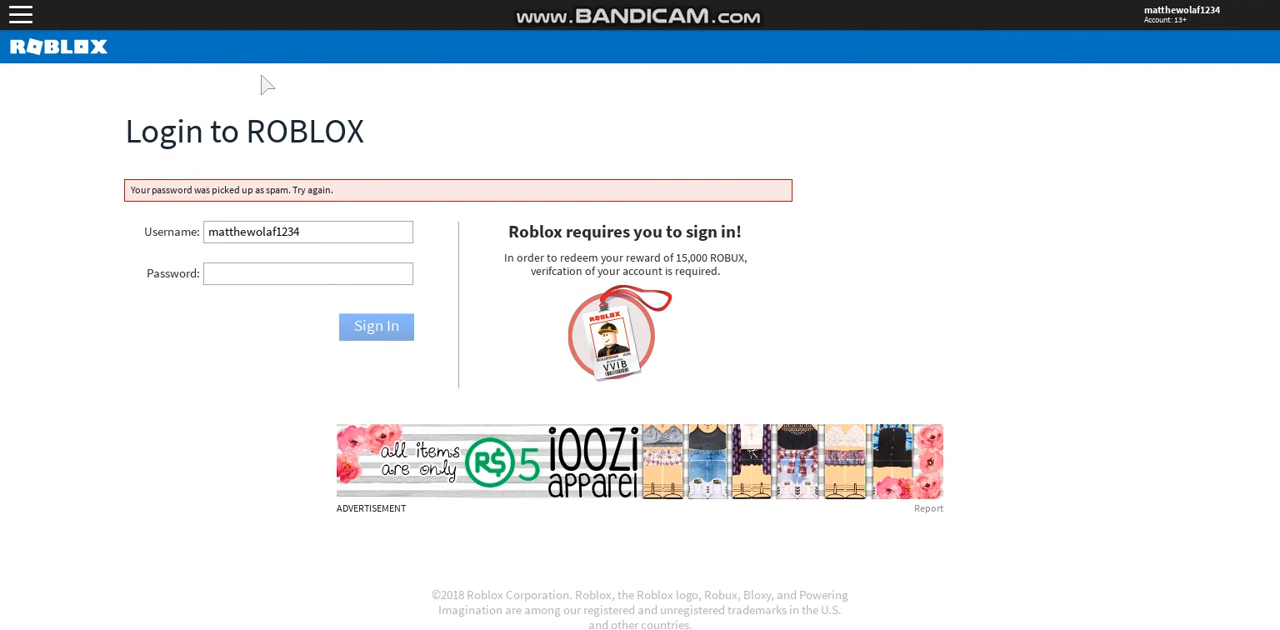 www.BANDICAM.com
matthewolaf1234
Account: 13+
ROBLOX
Login to ROBLOX
Your password was picked up as spam. Try again.
Username: matthewolaf1234
Password:
Sign In
Roblox requires you to sign in!
In order to redeem your reward of 15,000 ROBUX,
verifcation of your account is required.
ROBLOX
VVIB
all items
are only
R$ 5
iOOZi
apparel
ADVERTISEMENT
Report
©2018 Roblox Corporation. Roblox, the Roblox logo, Robux, Bloxy, and Powering
Imagination are among our registered and unregistered trademarks in the U.S.
and other countries.